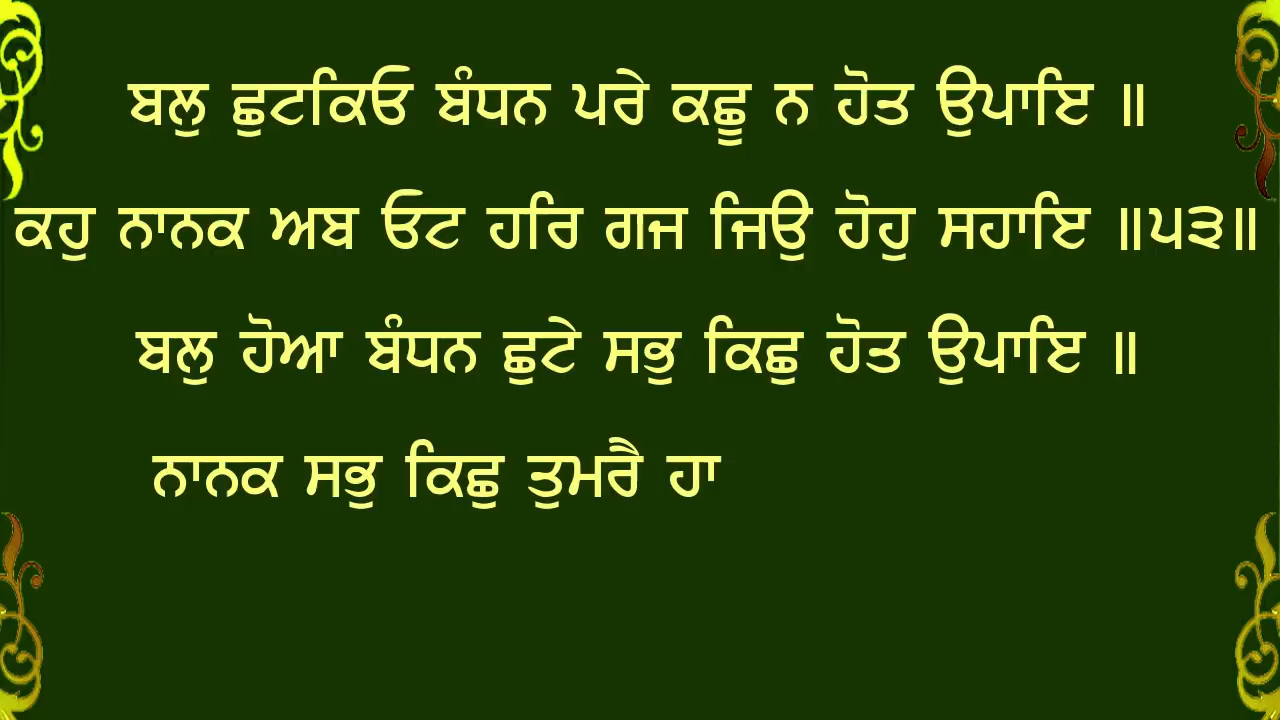 ਬਲੁ ਛੁਟਕਿਓ ਬੰਧਨ ਪਰੇ ਕਛੂ ਨ ਹੋਤ ਉਪਾਇ ॥
ਕਹੁ ਨਾਨਕ ਅਬ ਓਟ ਹਰਿ ਗਜ ਜਿਉ ਹੋਹੁ ਸਹਾਇ ॥੫੩॥
ਬਲੁ ਹੋਆ ਬੰਧਨ ਛੁਟੇ ਸਭੁ ਕਿਛੁ ਹੋਤ ਉਪਾਇ ॥
ਨਾਨਕ ਸਭੁ ਕਿਛੁ ਤੁਮਰੈ ਹਾ